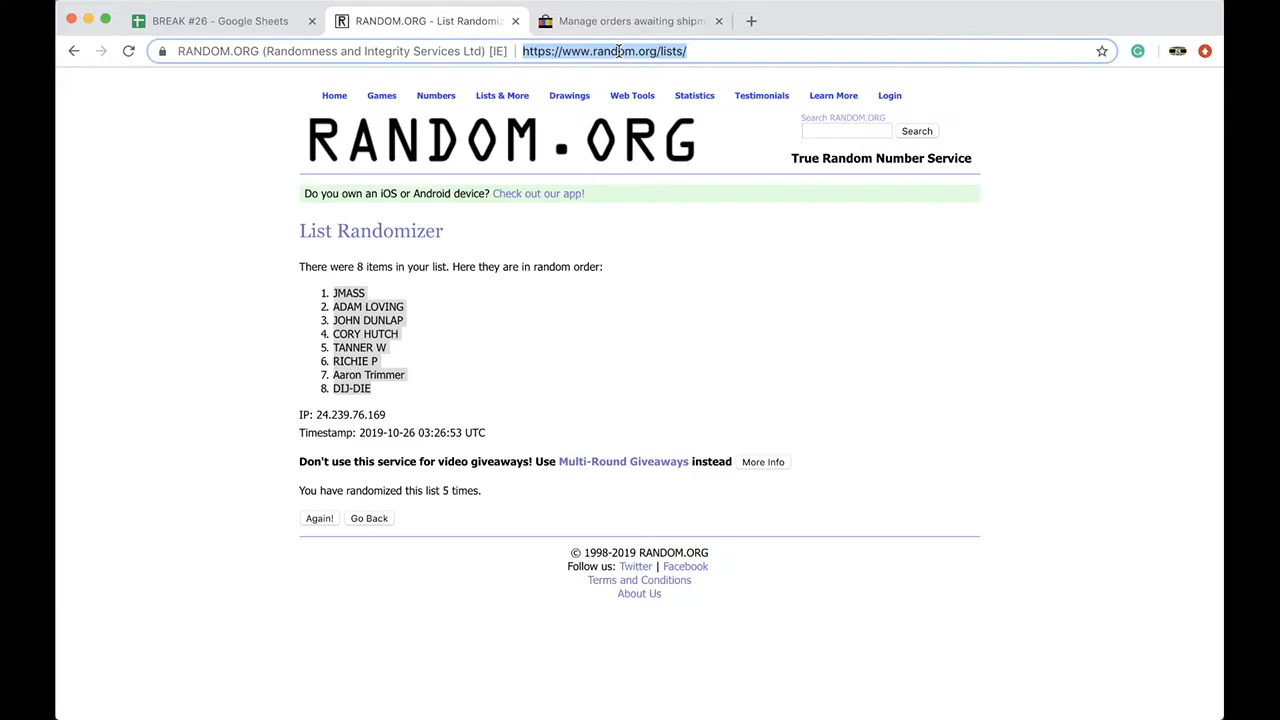 BREAK #26 - Google Sheets
RANDOM.ORG - List Randomiz
Manage orders awaiting shipm
RANDOM.ORG (Randomness and Integrity Services Ltd) [IE] | https://www.random.org/lists/
Home Games Numbers Lists & More Drawings Web Tools Statistics Testimonials Learn More Login
RANDOM.ORG
Search RANDOM.ORG
Search
True Random Number Service
Do you own an iOS or Android device? Check out our app!
List Randomizer
There were 8 items in your list. Here they are in random order:
1. JMASS
2. ADAM LOVING
3. JOHN DUNLAP
4. CORY HUTCH
5. TANNER W
6. RICHIE P
7. Aaron Trimmer
8. DIJ-DIE
IP: 24.239.76.169
Timestamp: 2019-10-26 03:26:53 UTC
Don't use this service for video giveaways! Use Multi-Round Giveaways instead More Info
You have randomized this list 5 times.
Again! Go Back
© 1998-2019 RANDOM.ORG
Follow us: Twitter | Facebook
Terms and Conditions
About Us